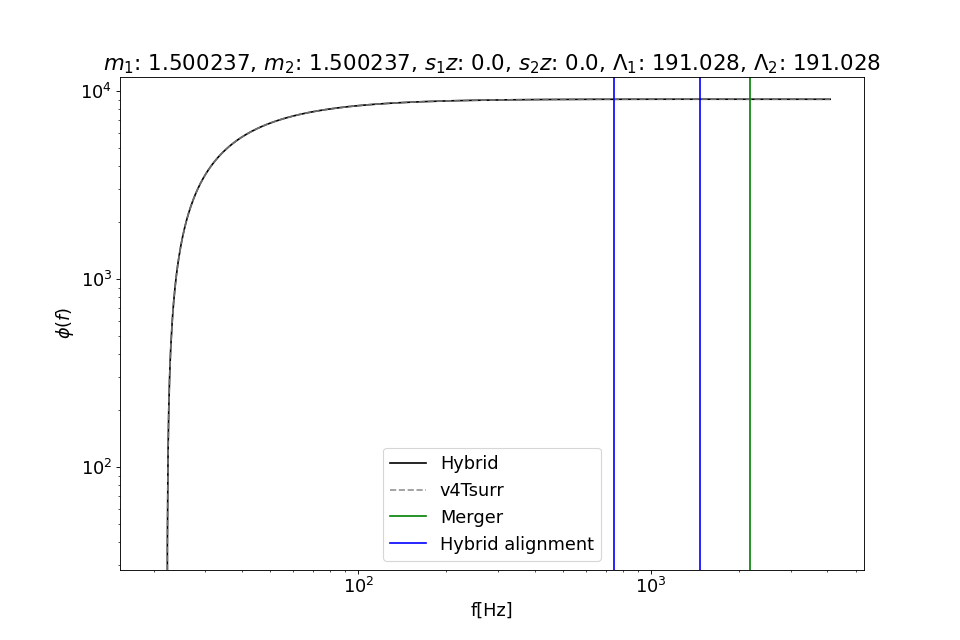 m₁: 1.500237, m₂: 1.500237, s₁z: 0.0, s₂z: 0.0, Λ₁: 191.028, Λ₂: 191.028
10⁴
10³
10²
ϕ(f)
Hybrid
v4Tsurr
Merger
Hybrid alignment
10² 10³
f[Hz]